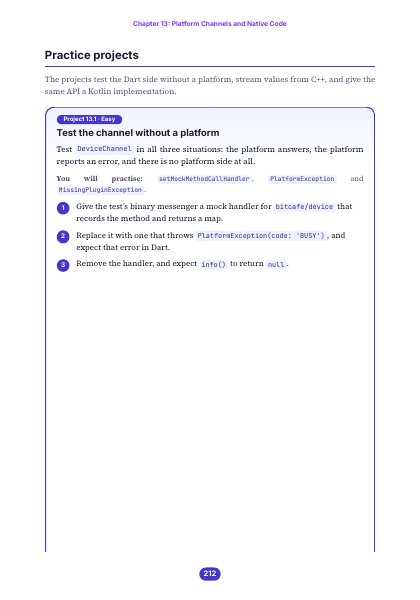 Chapter 13: Platform Channels and Native Code
Practice projects
The projects test the Dart side without a platform, stream values from C++, and give the
same API a Kotlin implementation.
Project 13.1 · Easy
Test the channel without a platform
Test DeviceChannel in all three situations: the platform answers, the platform
reports an error, and there is no platform side at all.
You will practise: setMockMethodCallHandler, PlatformException and
MissingPluginException.
1 Give the test’s binary messenger a mock handler for bitcafe/device that
records the method and returns a map.
2 Replace it with one that throws PlatformException(code: 'BUSY'), and
expect that error in Dart.
3 Remove the handler, and expect info() to return null.
212